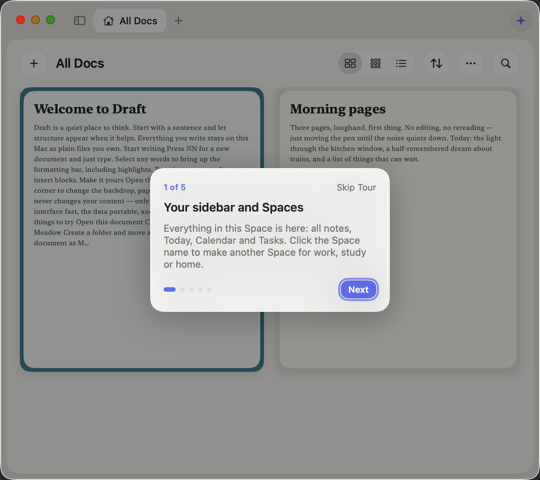 All Docs
All Docs
Welcome to Draft
Draft is a quiet place to think. Start with a sentence and let
structure appear when it helps. Everything you write stays on this
Mac as plain files you own. Start writing Press ⌘N for a new
document and just type. Select any words to bring up the
formatting bar, including highlights.
insert blocks. Make it yours Open th
corner to change the backdrop, pap
never changes your content — only
interface fast, the data portable, an
things to try Open this document C
Meadow Create a folder and move a
document as M...
Morning pages
Three pages, longhand, first thing. No editing, no rereading —
just moving the pen until the noise quiets down. Today: the light
through the kitchen window, a half-remembered dream about
trains, and a list of things that can wait.
1 of 5
Skip Tour
Your sidebar and Spaces
Everything in this Space is here: all notes,
Today, Calendar and Tasks. Click the Space
name to make another Space for work, study
or home.
Next